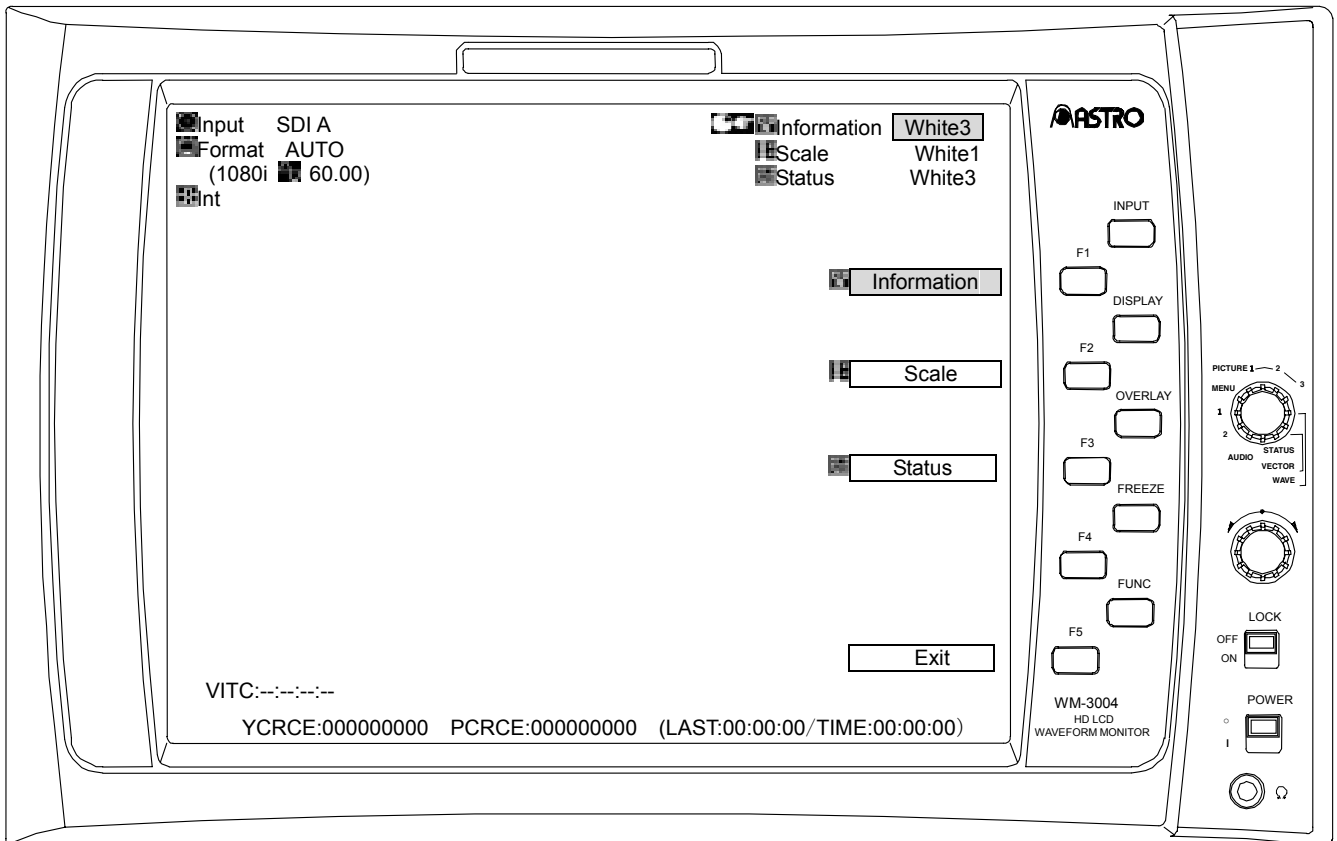 Input SDI A
Format AUTO
(1080i 60.00)
Int
Information White3
Scale White1
Status White3
Information
Scale
Status
Exit
VITC:--:--:--:--
YCRCE:000000000 PCRCE:000000000 (LAST:00:00:00/TIME:00:00:00)
ASTRO
INPUT
F1
DISPLAY
F2
OVERLAY
F3
FREEZE
F4
FUNC
F5
WM-3004
HD LCD
WAVEFORM MONITOR
PICTURE 1 2
3
MENU
1
2
AUDIO
STATUS
VECTOR
WAVE
LOCK
OFF
ON
POWER
I